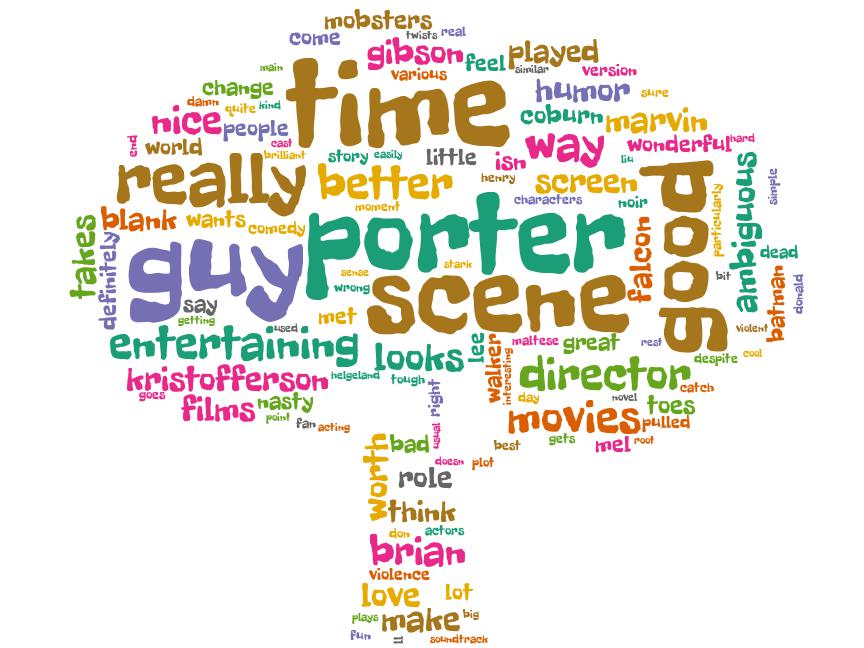 mobsters
twists
real
come
gibson
feel
played
main
various
similar
version
change
time
humor
sure
damn
quite
kind
nice
people
coburn
marvin
end
world
cast
brilliant
story
easily
little
isn
way
wonderful
hard
really
better
henry
screen
liu
good
ambiguous
simple
moment
characters
noir
particularly
takes
blank
wants
comedy
definitely
guy
porter
falcon
dead
sense
stark
wrong
scene
bit
batman
donald
say
getting
met
used
violent
entertaining
looks
lee
walker
interesting
maltese
great
rest
despite
cool
kristofferson
helgeland
tough
director
catch
goes
films
nasty
right
day
novel
toes
point
fan
acting
movies
pulled
usual
worth
bad
best
gets
mel
root
doesn
plot
role
think
don
actors
brian
violence
love
lot
plays
make
big
fun
ll
soundtrack